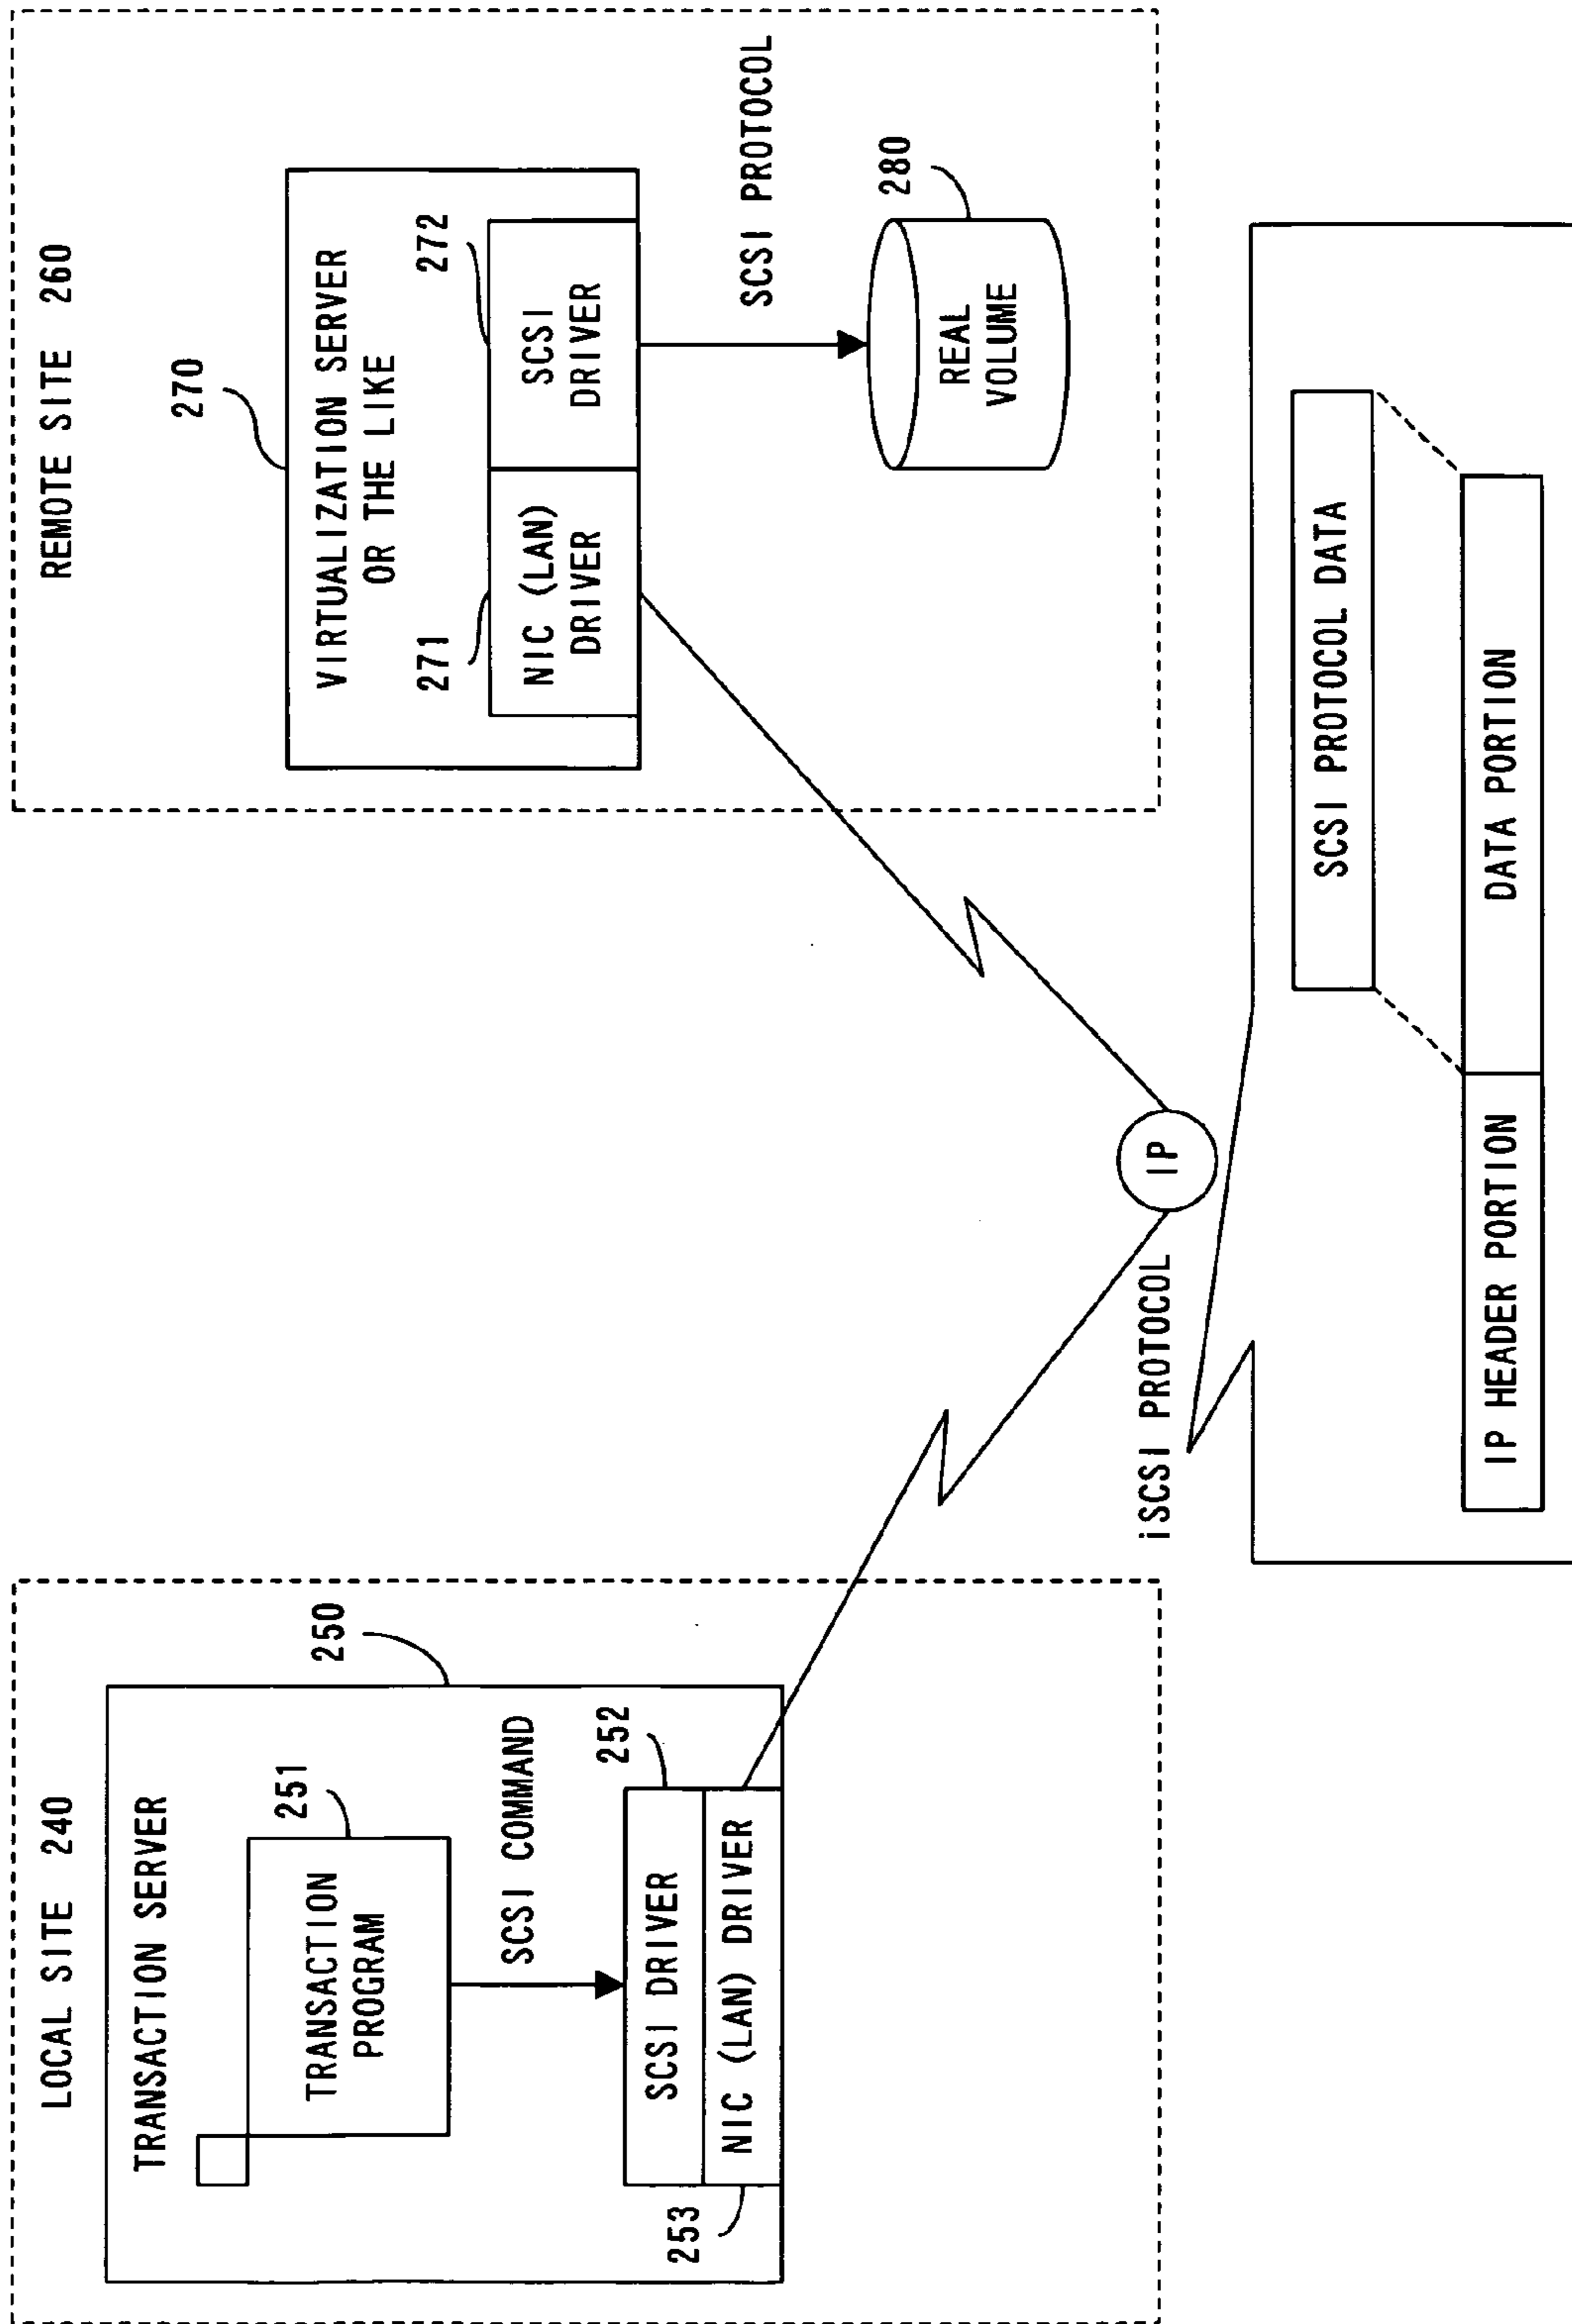 LOCAL SITE 240
TRANSACTION SERVER
250
251
TRANSACTION
PROGRAM
SCSI COMMAND
252
SCSI DRIVER
NIC (LAN) DRIVER
253
REMOTE SITE 260
270
VIRTUALIZATION SERVER
OR THE LIKE
271
272
NIC (LAN)
DRIVER
SCSI
DRIVER
SCSI PROTOCOL
280
REAL
VOLUME
IP
iSCSI PROTOCOL
SCSI PROTOCOL DATA
IP HEADER PORTION
DATA PORTION